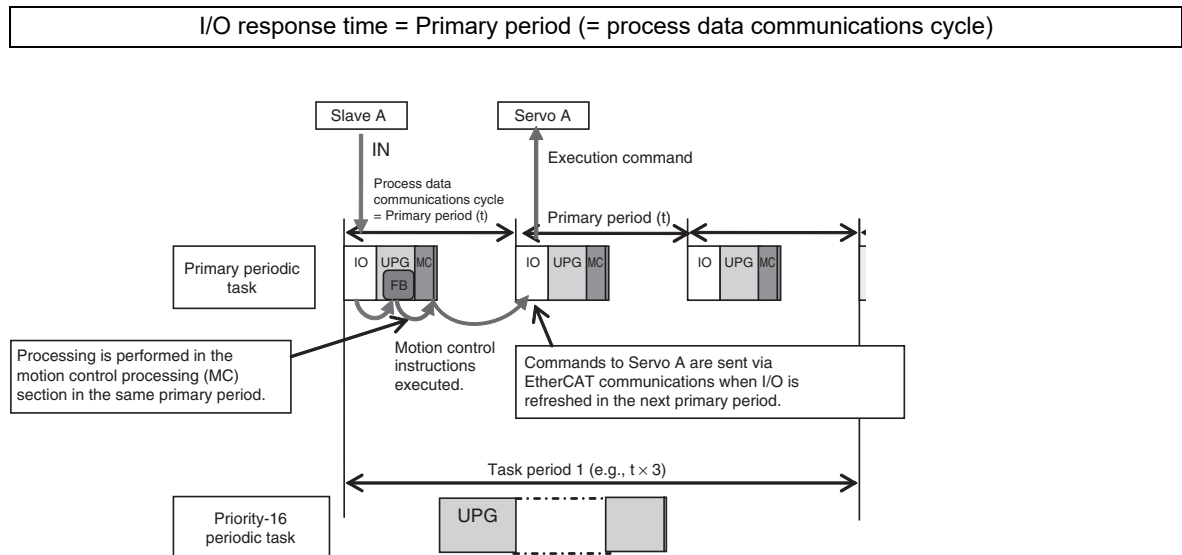 I/O response time = Primary period (= process data communications cycle)
Slave A
Servo A
IN
Execution command
Process data
communications cycle
= Primary period (t)
Primary period (t)
Primary periodic
task
IO
UPG
MC
FB
IO
UPG
MC
IO
UPG
MC
Processing is performed in the
motion control processing (MC)
section in the same primary period.
Motion control
instructions
executed.
Commands to Servo A are sent via
EtherCAT communications when I/O is
refreshed in the next primary period.
Task period 1 (e.g., t × 3)
Priority-16
periodic task
UPG